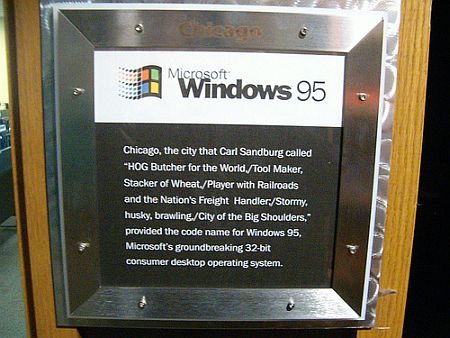 Chicago
Microsoft
Windows 95
Chicago, the city that Carl Sandburg called
"HOG Butcher for the World,/Tool Maker,
Stacker of Wheat,/Player with Railroads
and the Nation's Freight Handler;/Stormy,
husky, brawling,/City of the Big Shoulders,"
provided the code name for Windows 95,
Microsoft's groundbreaking 32-bit
consumer desktop operating system.